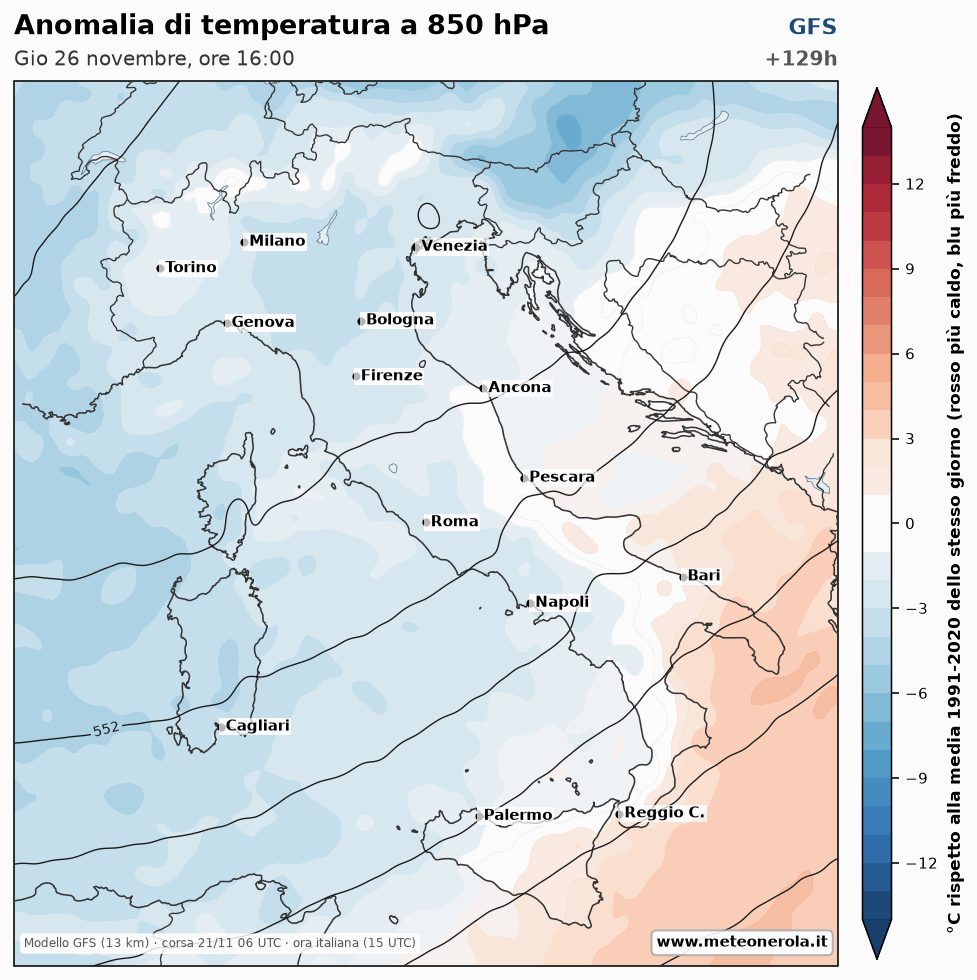 Anomalia di temperatura a 850 hPa
GFS
Gio 26 novembre, ore 16:00
+129h
Milano
Venezia
Torino
Genova
Bologna
Firenze
Ancona
Pescara
Roma
Bari
Napoli
552
Cagliari
Palermo
Reggio C.
Modello GFS (13 km) · corsa 21/11 06 UTC · ora italiana (15 UTC)
www.meteonerola.it
12
9
6
3
0
−3
−6
−9
−12
°C rispetto alla media 1991-2020 dello stesso giorno (rosso più caldo, blu più freddo)